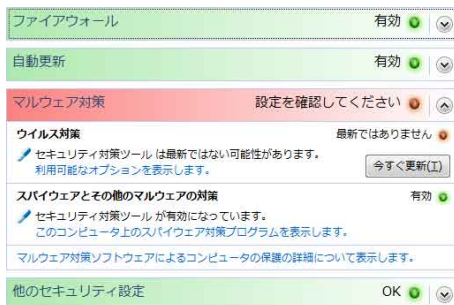 ファイアウォール 有効
自動更新 有効
マルウェア対策 設定を確認してください
ウイルス対策 最新ではありません
セキュリティ対策ツール は最新ではない可能性があります。
利用可能なオプションを表示します。 今すぐ更新(I)
スパイウェアとその他のマルウェアの対策 有効
セキュリティ対策ツール が有効になっています。
このコンピュータ上のスパイウェア対策プログラムを表示します。
マルウェア対策ソフトウェアによるコンピュータの保護の詳細について表示します。
他のセキュリティ設定 OK